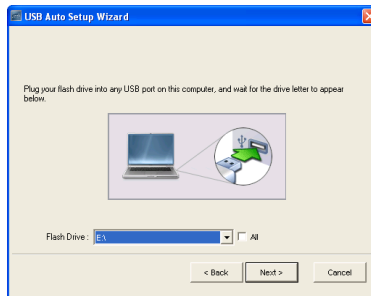 USB Auto Setup Wizard
Plug your flash drive into any USB port on this computer, and wait for the drive letter to appear
below.
Flash Drive : E:\ All
< Back Next > Cancel